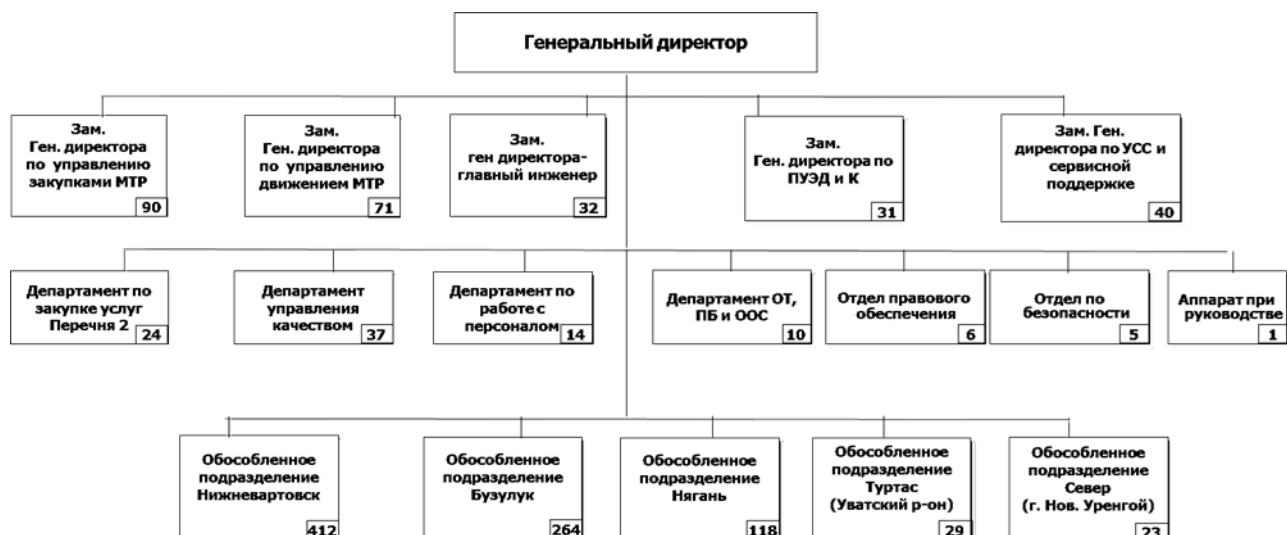 Генеральный директор
Зам.
Ген. директора
по управлению
закупками МТР
90
Зам.
Ген. директора
по управлению
движением МТР
71
Зам.
ген директора-
главный инженер
32
Зам.
Ген. директора по
ПУЭД и К
31
Зам. Ген.
директора по УСС и
сервисной
поддержке
40
Департамент по
закупке услуг
Перечня 2
24
Департамент
управления
качеством
37
Департамент по
работе с
персоналом
14
Департамент ОТ,
ПБ и ООС
10
Отдел правового
обеспечения
6
Отдел по
безопасности
5
Аппарат при
руководстве
1
Обособленное
подразделение
Нижневартовск
412
Обособленное
подразделение
Бузулук
264
Обособленное
подразделение
Нягань
118
Обособленное
подразделение
Туртас
(Уватский р-он)
29
Обособленное
подразделение
Север
(г. Нов. Уренгой)
23